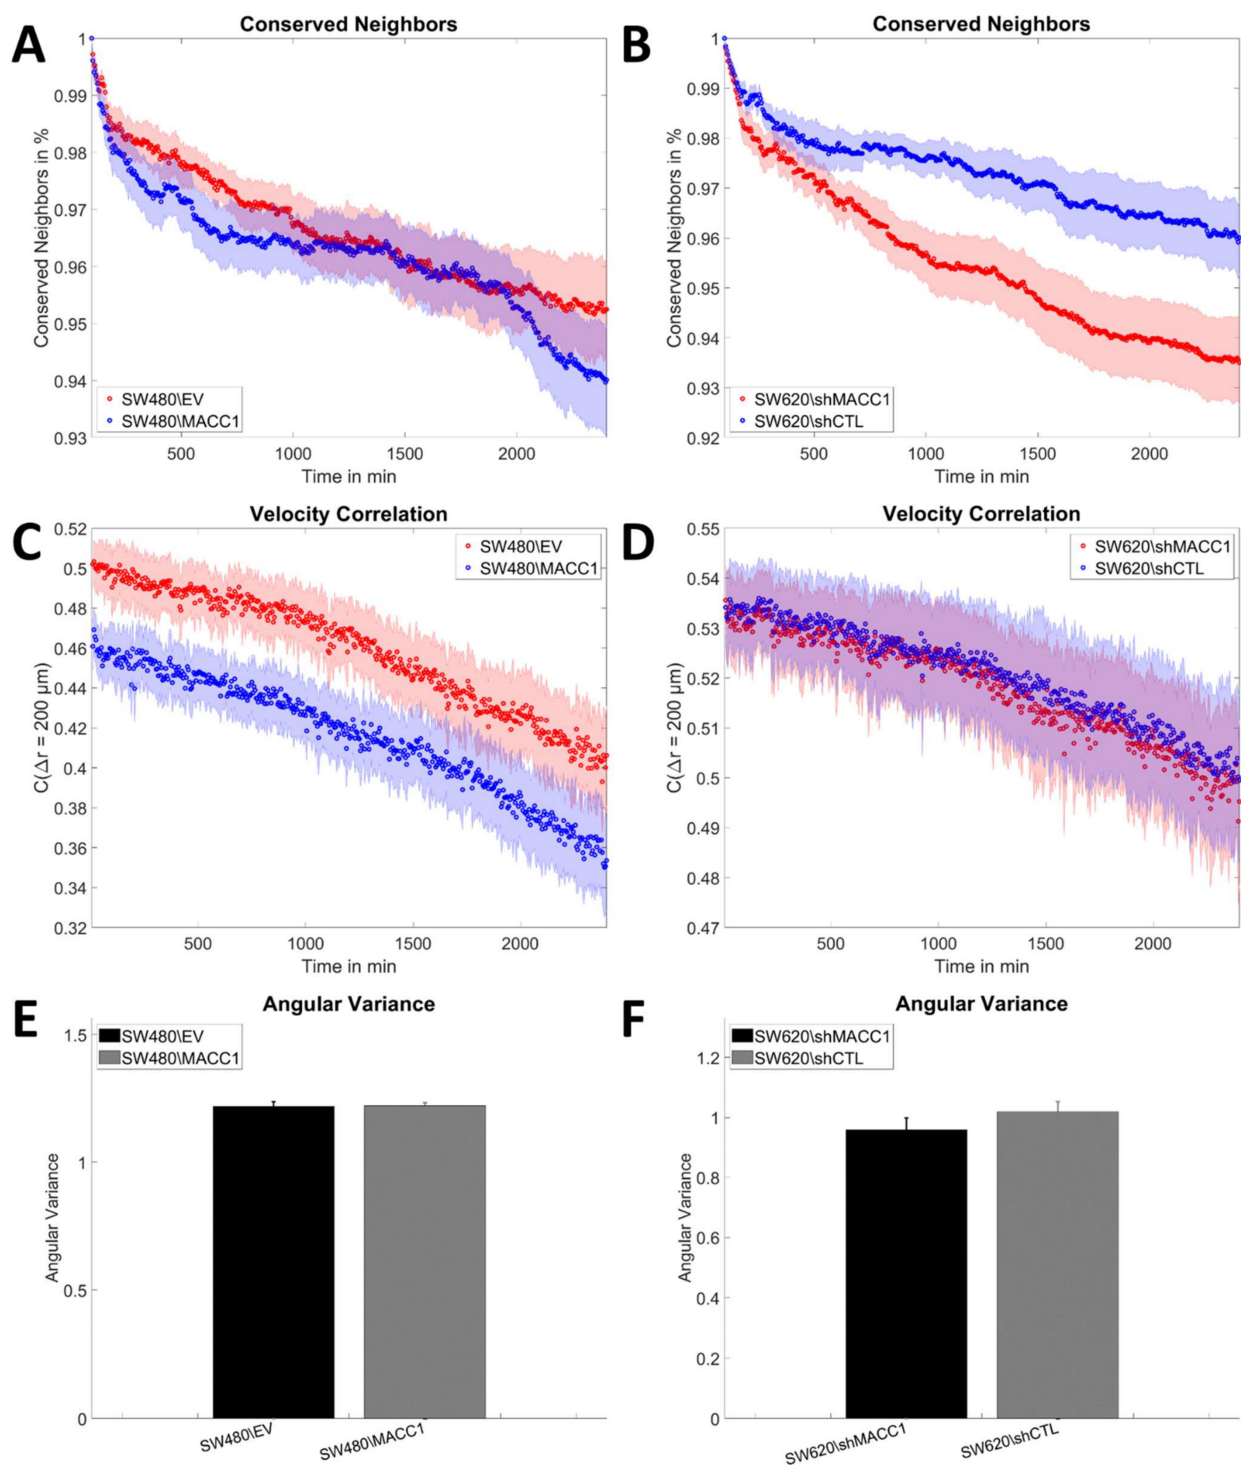 A
Conserved Neighbors
1
0.99
0.98
0.97
0.96
0.95
0.94
0.93
Conserved Neighbors in %
SW480\EV
SW480\MACC1
500
1000
1500
2000
Time in min
B
Conserved Neighbors
1
0.99
0.98
0.97
0.96
0.95
0.94
0.93
0.92
Conserved Neighbors in %
SW620\shMACC1
SW620\shCTL
500
1000
1500
2000
Time in min
C
Velocity Correlation
0.52
0.5
0.48
0.46
0.44
0.42
0.4
0.38
0.36
0.34
0.32
C(Δr = 200 μm)
SW480\EV
SW480\MACC1
500
1000
1500
2000
Time in min
D
Velocity Correlation
0.55
0.54
0.53
0.52
0.51
0.5
0.49
0.48
0.47
C(Δr = 200 μm)
SW620\shMACC1
SW620\shCTL
500
1000
1500
2000
Time in min
E
Angular Variance
1.5
1
0.5
0
Angular Variance
SW480\EV
SW480\MACC1
SW480\EV
SW480\MACC1
F
Angular Variance
1.2
1
0.8
0.6
0.4
0.2
0
Angular Variance
SW620\shMACC1
SW620\shCTL
SW620\shMACC1
SW620\shCTL